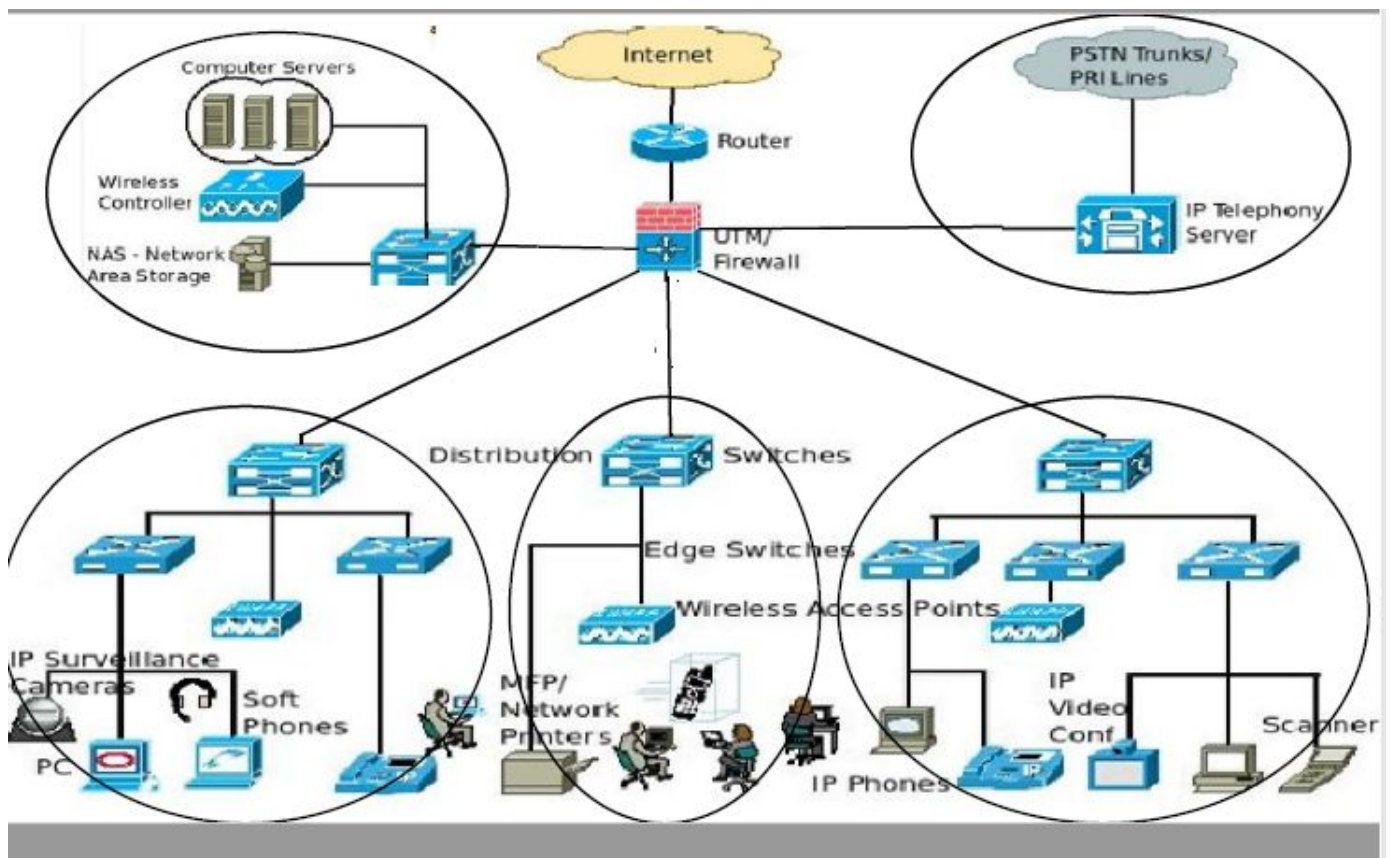 Computer Servers
Internet
PSTN Trunks/
PRI Lines
Router
Wireless
Controller
IP Telephony
Server
UTM/
Firewall
NAS - Network
Area Storage
Distribution
Switches
Edge Switches
Wireless Access Points
IP Surveillance
Cameras
Soft
Phones
MFP/
Network
Printers
IP
Video
Conf
Scanner
PC
IP Phones